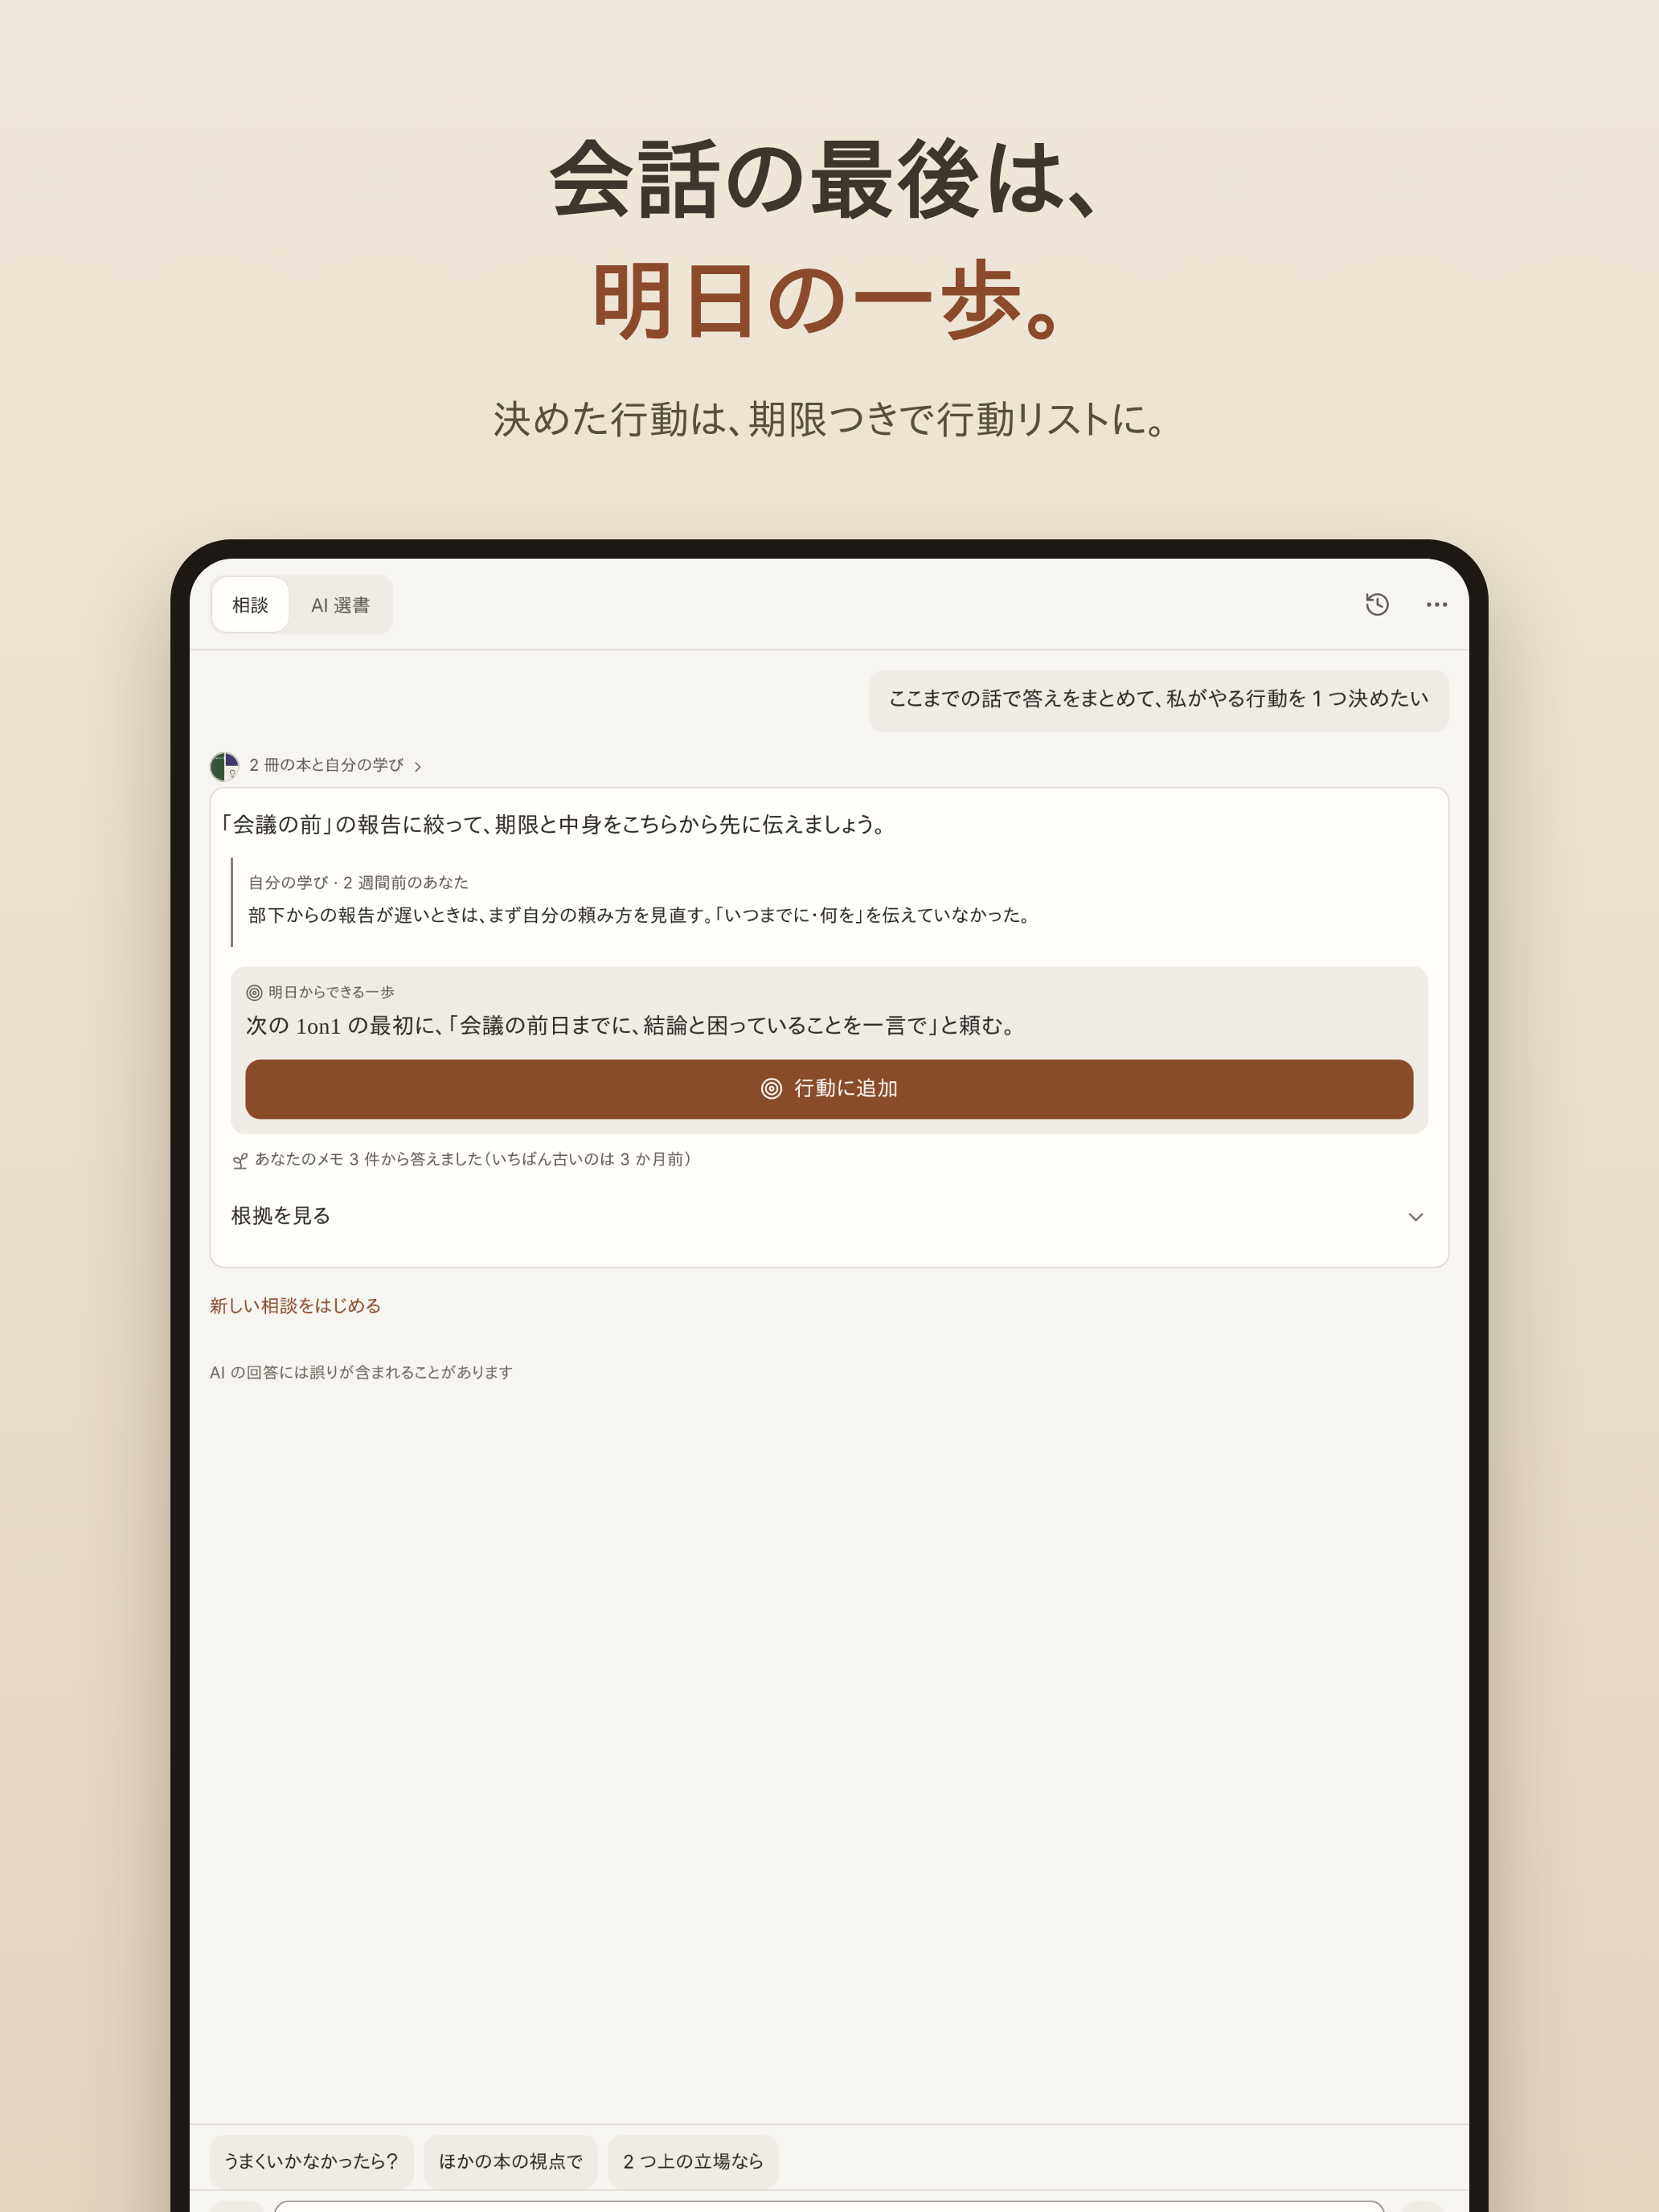 会話の最後は、
明日の一歩。
決めた行動は、期限つきで行動リストに。
相談
AI 選書
ここまでの話で答えをまとめて、私がやる行動を 1 つ決めたい
2 冊の本と自分の学び
「会議の前」の報告に絞って、期限と中身をこちらから先に伝えましょう。
自分の学び · 2 週間前のあなた
部下からの報告が遅いときは、まず自分の頼み方を見直す。「いつまでに・何を」を伝えていなかった。
明日からできる一歩
次の 1on1 の最初に、「会議の前日までに、結論と困っていることを一言で」と頼む。
行動に追加
あなたのメモ 3 件から答えました（いちばん古いのは 3 か月前）
根拠を見る
新しい相談をはじめる
AI の回答には誤りが含まれることがあります
うまくいかなかったら？
ほかの本の視点で
2 つ上の立場なら